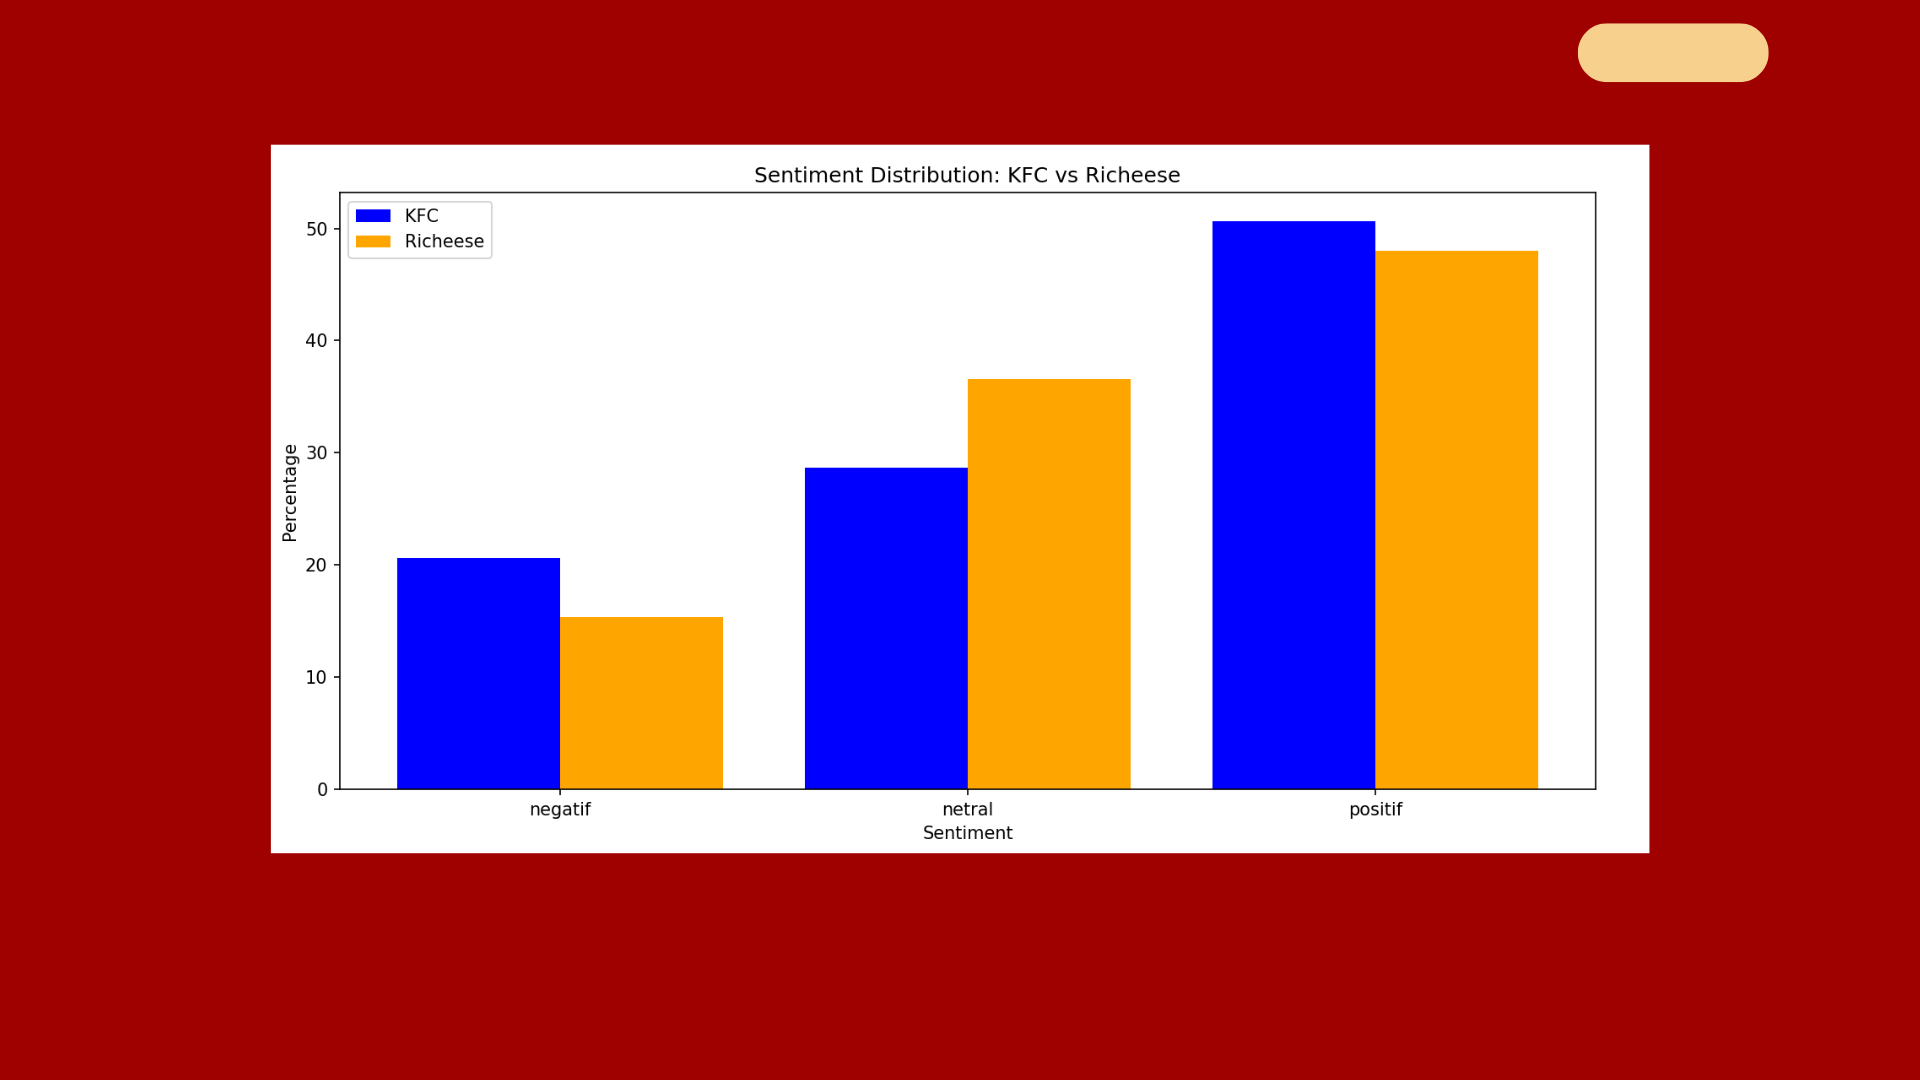 Sentiment Distribution: KFC vs Richeese
KFC
Richeese
50
40
30
20
10
0
Percentage
negatif
netral
positif
Sentiment